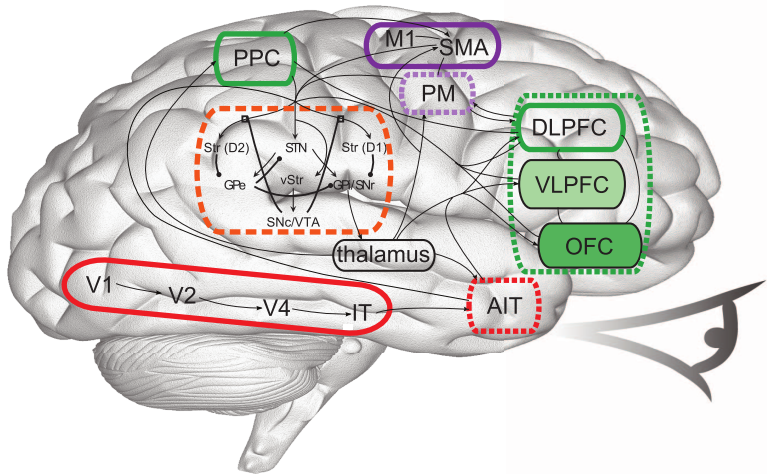 M1
SMA
PPC
PM
DLPFC
Str (D2)
STN
Str (D1)
VLPFC
GPe
vStr
GPi/SNr
SNc/VTA
OFC
thalamus
V1
V2
V4
IT
AIT